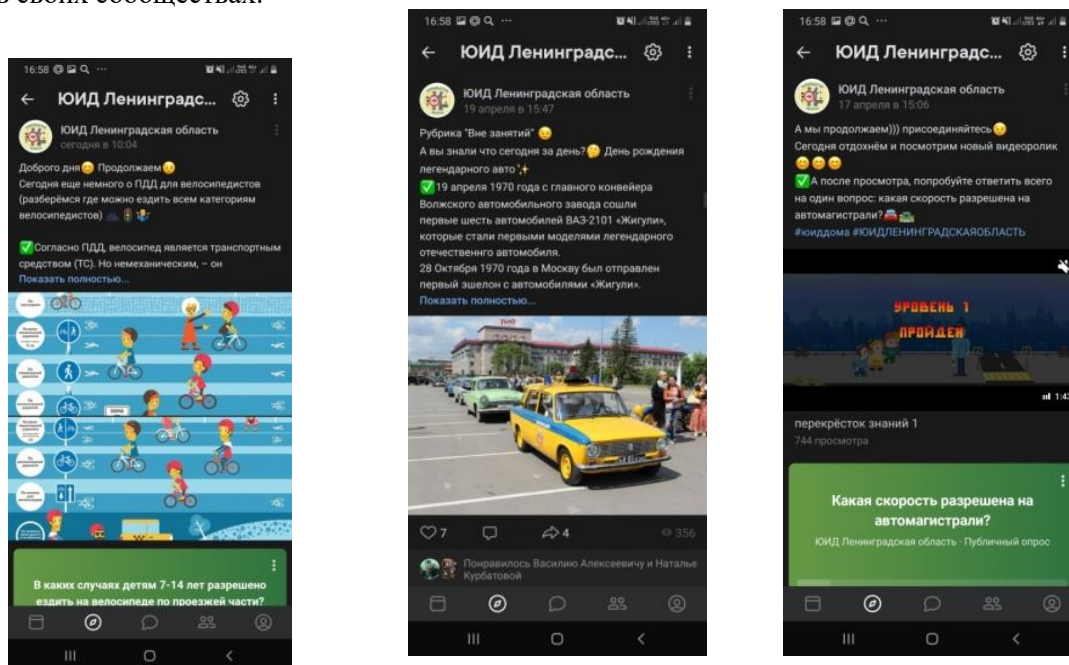 в своих сообществах.
16:58
ЮИД Ленинградс...
ЮИД Ленинградская область
сегодня в 10:04
Доброго дня Продолжаем
Сегодня еще немного о ПДД для велосипедистов
(разберёмся где можно ездить всем категориям
велосипедистов)
Согласно ПДД, велосипед является транспортным
средством (ТС). Но немеханическим, – он
Показать полностью...
В каких случаях детям 7-14 лет разрешено
ездить на велосипеде по проезжей части?
16:58
ЮИД Ленинградс...
ЮИД Ленинградская область
19 апреля в 15:47
Рубрика "Вне занятий"
А вы знали что сегодня за день? День рождения
легендарного авто
19 апреля 1970 года с главного конвейера
Волжского автомобильного завода сошли
первые шесть автомобилей ВАЗ-2101 «Жигули»,
которые стали первыми моделями легендарного
отечественнго автомобиля.
28 Октября 1970 года в Москву был отправлен
первый эшелон с автомобилями «Жигули».
Показать полностью...
7
4
356
Понравилось Василию Алексеевичу и Наталье
Курбатовой
16:58
ЮИД Ленинградс...
ЮИД Ленинградская область
17 апреля в 15:06
А мы продолжаем))) присоединяйтесь
Сегодня отдохнём и посмотрим новый видеоролик
А после просмотра, попробуйте ответить всего
на один вопрос: какая скорость разрешена на
автомагистрали?
#юиддома #ЮИДЛЕНИНГРАДСКАЯОБЛАСТЬ
УРОВЕНЬ 1
ПРОЙДЕН
перекрёсток знаний 1
744 просмотра
Какая скорость разрешена на
автомагистрали?
ЮИД Ленинградская область · Публичный опрос